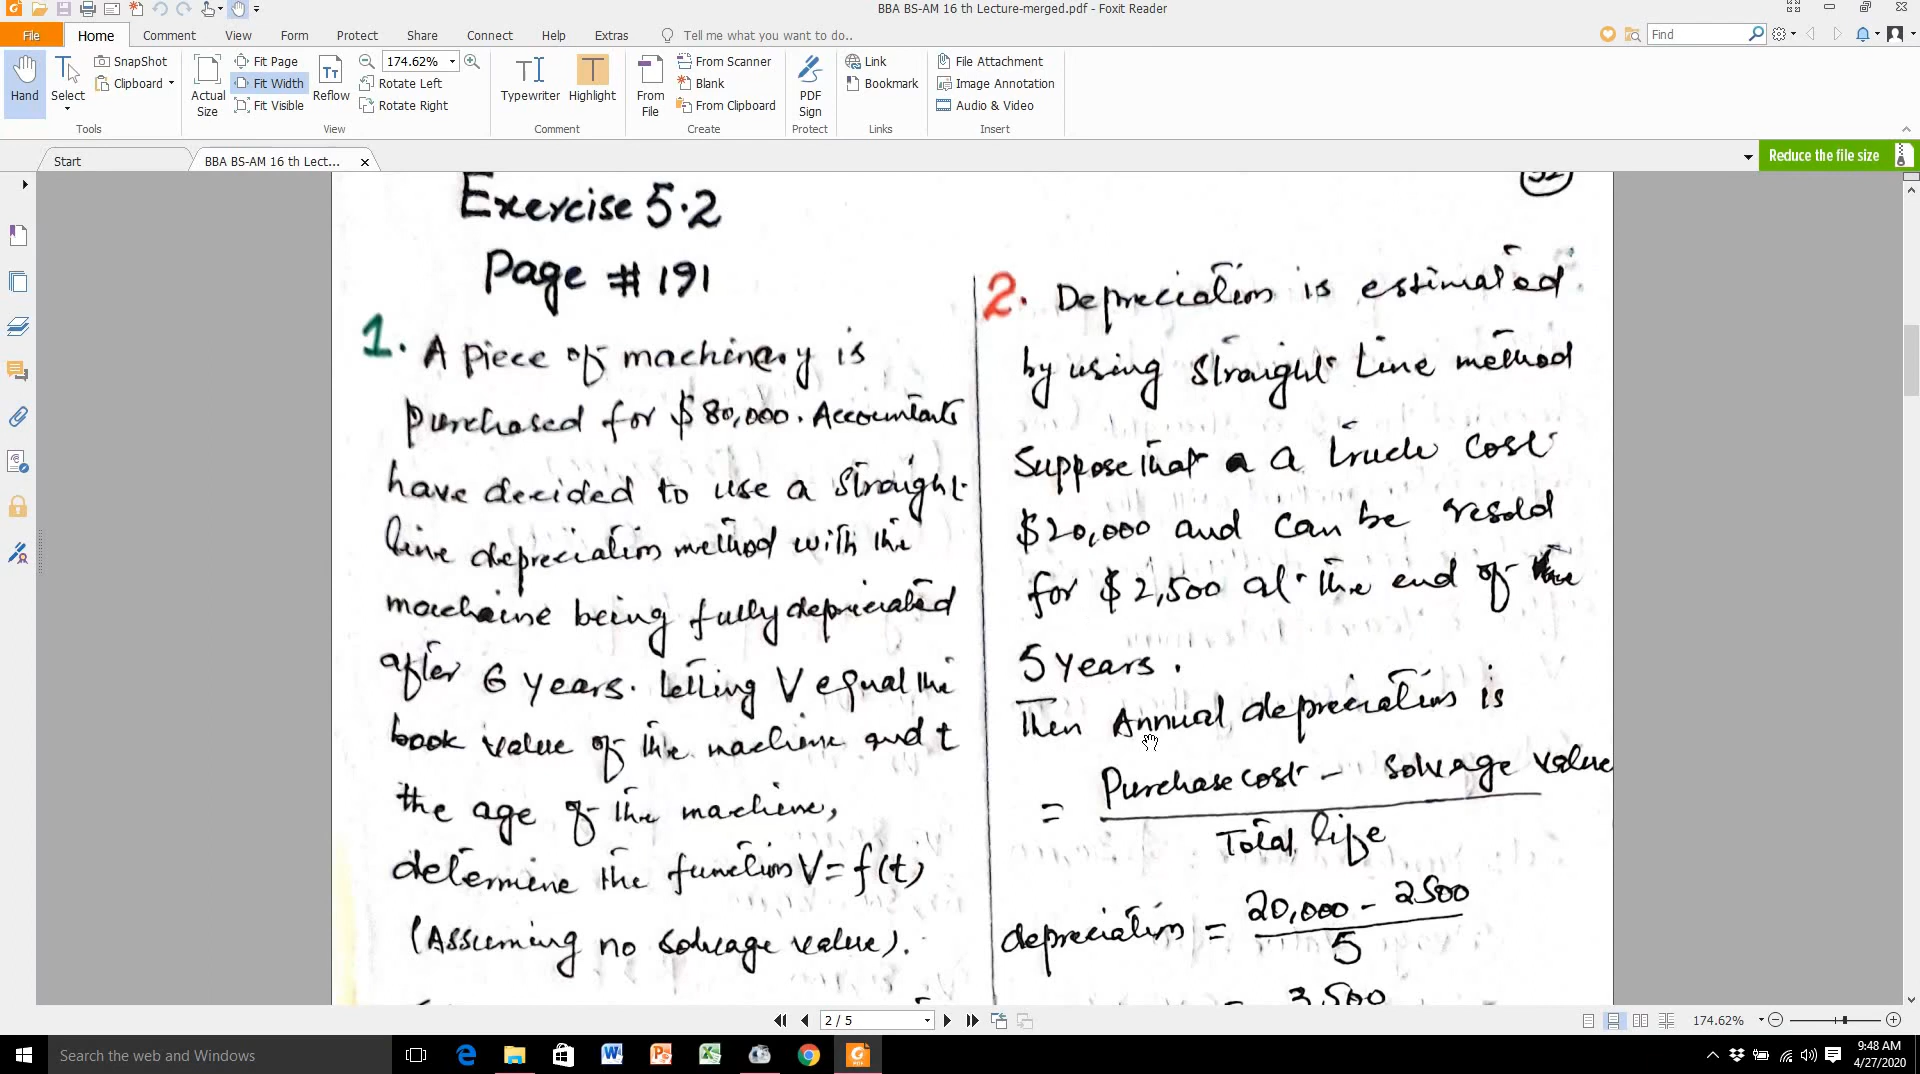 BBA BS-AM 16 th Lecture-merged.pdf - Foxit Reader
File Home Comment View Form Protect Share Connect Help Extras Tell me what you want to do.. Find
Hand
Select
SnapShot
Clipboard
Tools
Actual Size
Fit Page
Fit Width
Fit Visible
Reflow
174.62%
Rotate Left
Rotate Right
View
Typewriter
Highlight
Comment
From File
From Scanner
Blank
From Clipboard
Create
PDF Sign
Protect
Link
Bookmark
Links
File Attachment
Image Annotation
Audio & Video
Insert
Start
BBA BS-AM 16 th Lect...
Reduce the file size
Exercise 5.2
Page # 191
1. A piece of machinery is
purchased for $80,000. Accountants
have decided to use a straight
line depreciation method with the
machine being fully depreciated
after 6 years. Letting V equal the
book value of the machine and t
the age of the machine,
determine the function V = f(t)
(Assuming no solvage value).
2. Depreciation is estimated
by using straight Line method
Suppose that a truck cost
$20,000 and can be resold
for $2,500 at the end of the
5 years.
Then Annual depreciation is
= Purchase cost - solvage value
Total life
depreciation = 20,000 - 2500
5
3,500
2 / 5
174.62%
Search the web and Windows
9:48 AM
4/27/2020